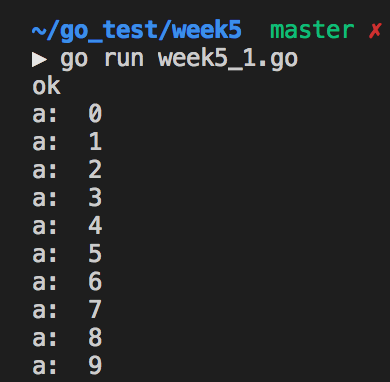 ~/go_test/week5  master ✗
▶ go run week5_1.go
ok
a:  0
a:  1
a:  2
a:  3
a:  4
a:  5
a:  6
a:  7
a:  8
a:  9